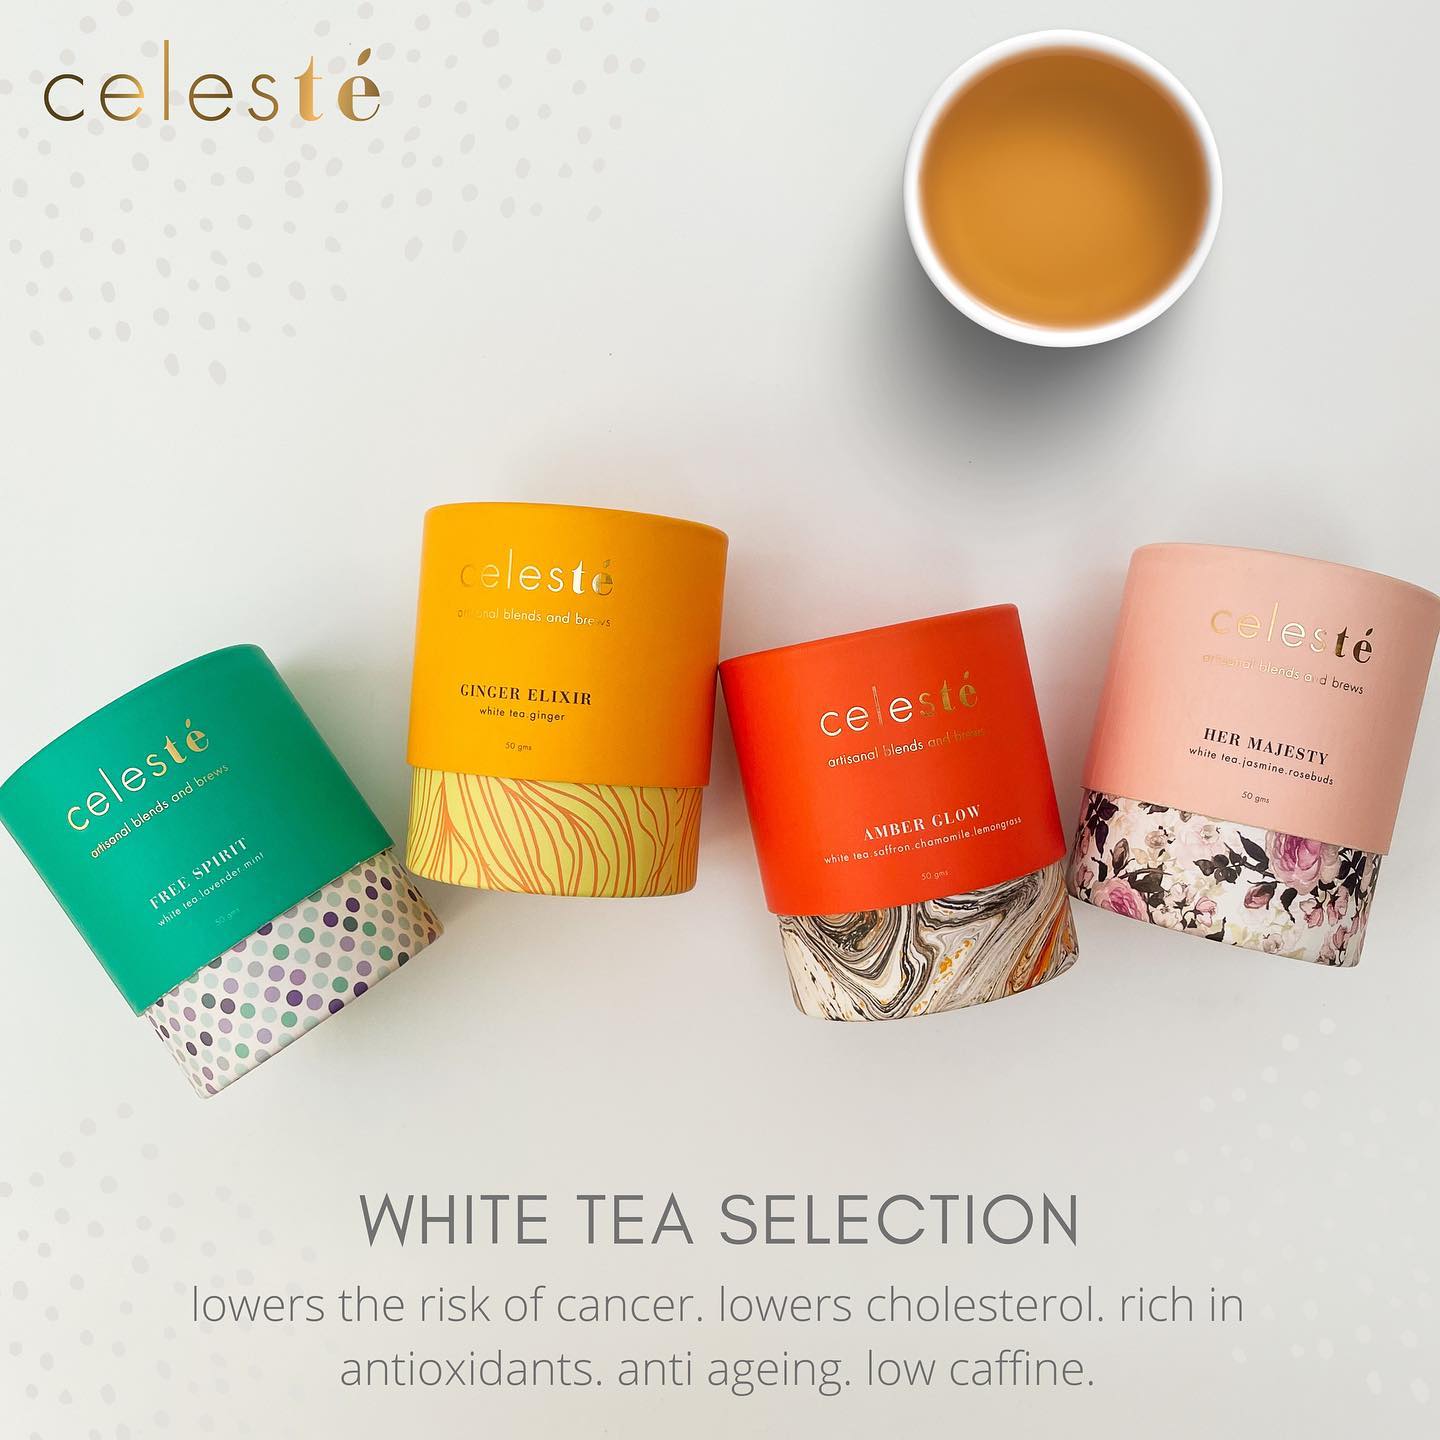 celesté
celesté
artisanal blends and brews
FREE SPIRIT
white tea.lavender.mint
50 gms
celesté
artisanal blends and brews
GINGER ELIXIR
white tea.ginger
50 gms
celesté
artisanal blends and brews
AMBER GLOW
white tea.saffron.chamomile.lemongrass
50 gms
celesté
artisanal blends and brews
HER MAJESTY
white tea.jasmine.rosebuds
50 gms
WHITE TEA SELECTION
lowers the risk of cancer. lowers cholesterol. rich in
antioxidants. anti ageing. low caffine.